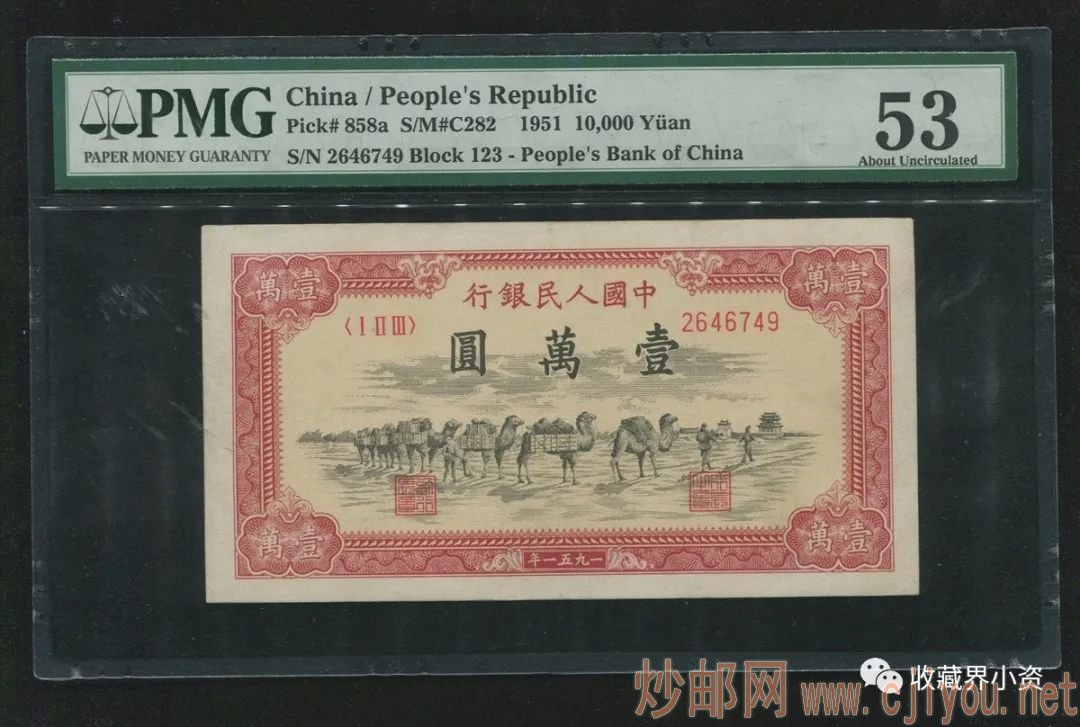 PMG
PAPER MONEY GUARANTY
China / People's Republic
Pick# 858a S/M#C282 1951 10,000 Yüan
S/N 2646749 Block 123 - People's Bank of China
53
About Uncirculated
萬壹
萬壹
行銀民人國中
〈ⅠⅡⅢ〉
2646749
圓萬壹
萬壹
萬壹
年一五九一
收藏界小资
炒邮网 www.cjiyou.net